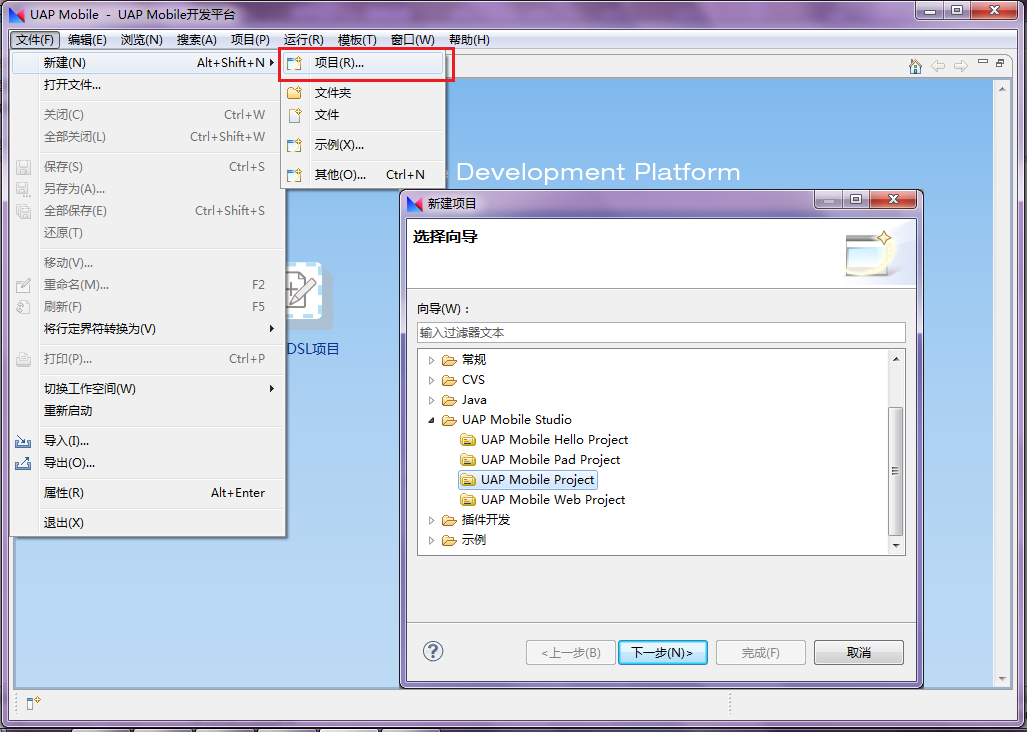 UAP Mobile - UAP Mobile开发平台
文件(F) 编辑(E) 浏览(N) 搜索(A) 项目(P) 运行(R) 模板(T) 窗口(W) 帮助(H)
新建(N) Alt+Shift+N
打开文件...
关闭(C) Ctrl+W
全部关闭(L) Ctrl+Shift+W
保存(S) Ctrl+S
另存为(A)...
全部保存(E) Ctrl+Shift+S
还原(T)
移动(V)...
重命名(M)... F2
刷新(F) F5
将行定界符转换为(V)
打印(P)... Ctrl+P
切换工作空间(W)
重新启动
导入(I)...
导出(O)...
属性(R) Alt+Enter
退出(X)
项目(R)...
文件夹
文件
示例(X)...
其他(O)... Ctrl+N
Development Platform
DSL项目
新建项目
选择向导
向导(W)：
输入过滤器文本
常规
CVS
Java
UAP Mobile Studio
UAP Mobile Hello Project
UAP Mobile Pad Project
UAP Mobile Project
UAP Mobile Web Project
插件开发
示例
?
<上一步(B) 下一步(N)> 完成(F) 取消